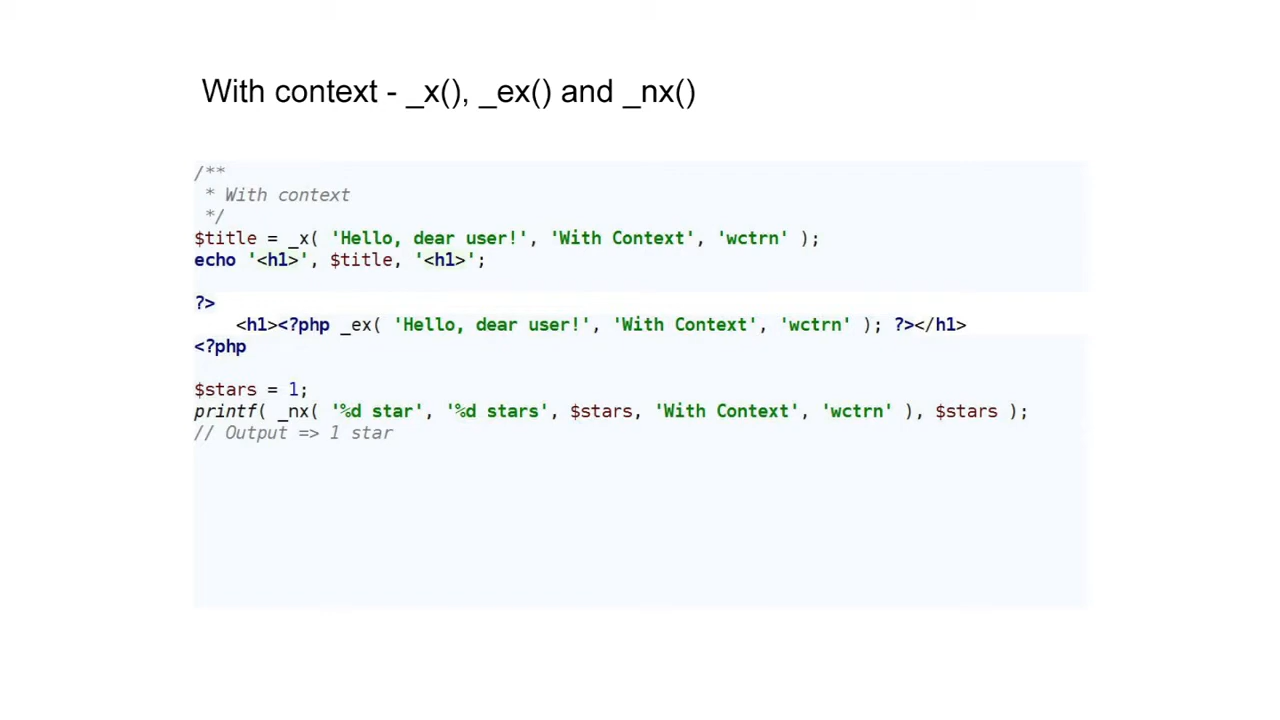 With context - _x(), _ex() and _nx()
/**
 * With context
 */
$title = _x( 'Hello, dear user!', 'With Context', 'wctrn' );
echo '<h1>', $title, '<h1>';
?>
    <h1><?php _ex( 'Hello, dear user!', 'With Context', 'wctrn' ); ?></h1>
<?php
$stars = 1;
printf( _nx( '%d star', '%d stars', $stars, 'With Context', 'wctrn' ), $stars );
// Output => 1 star